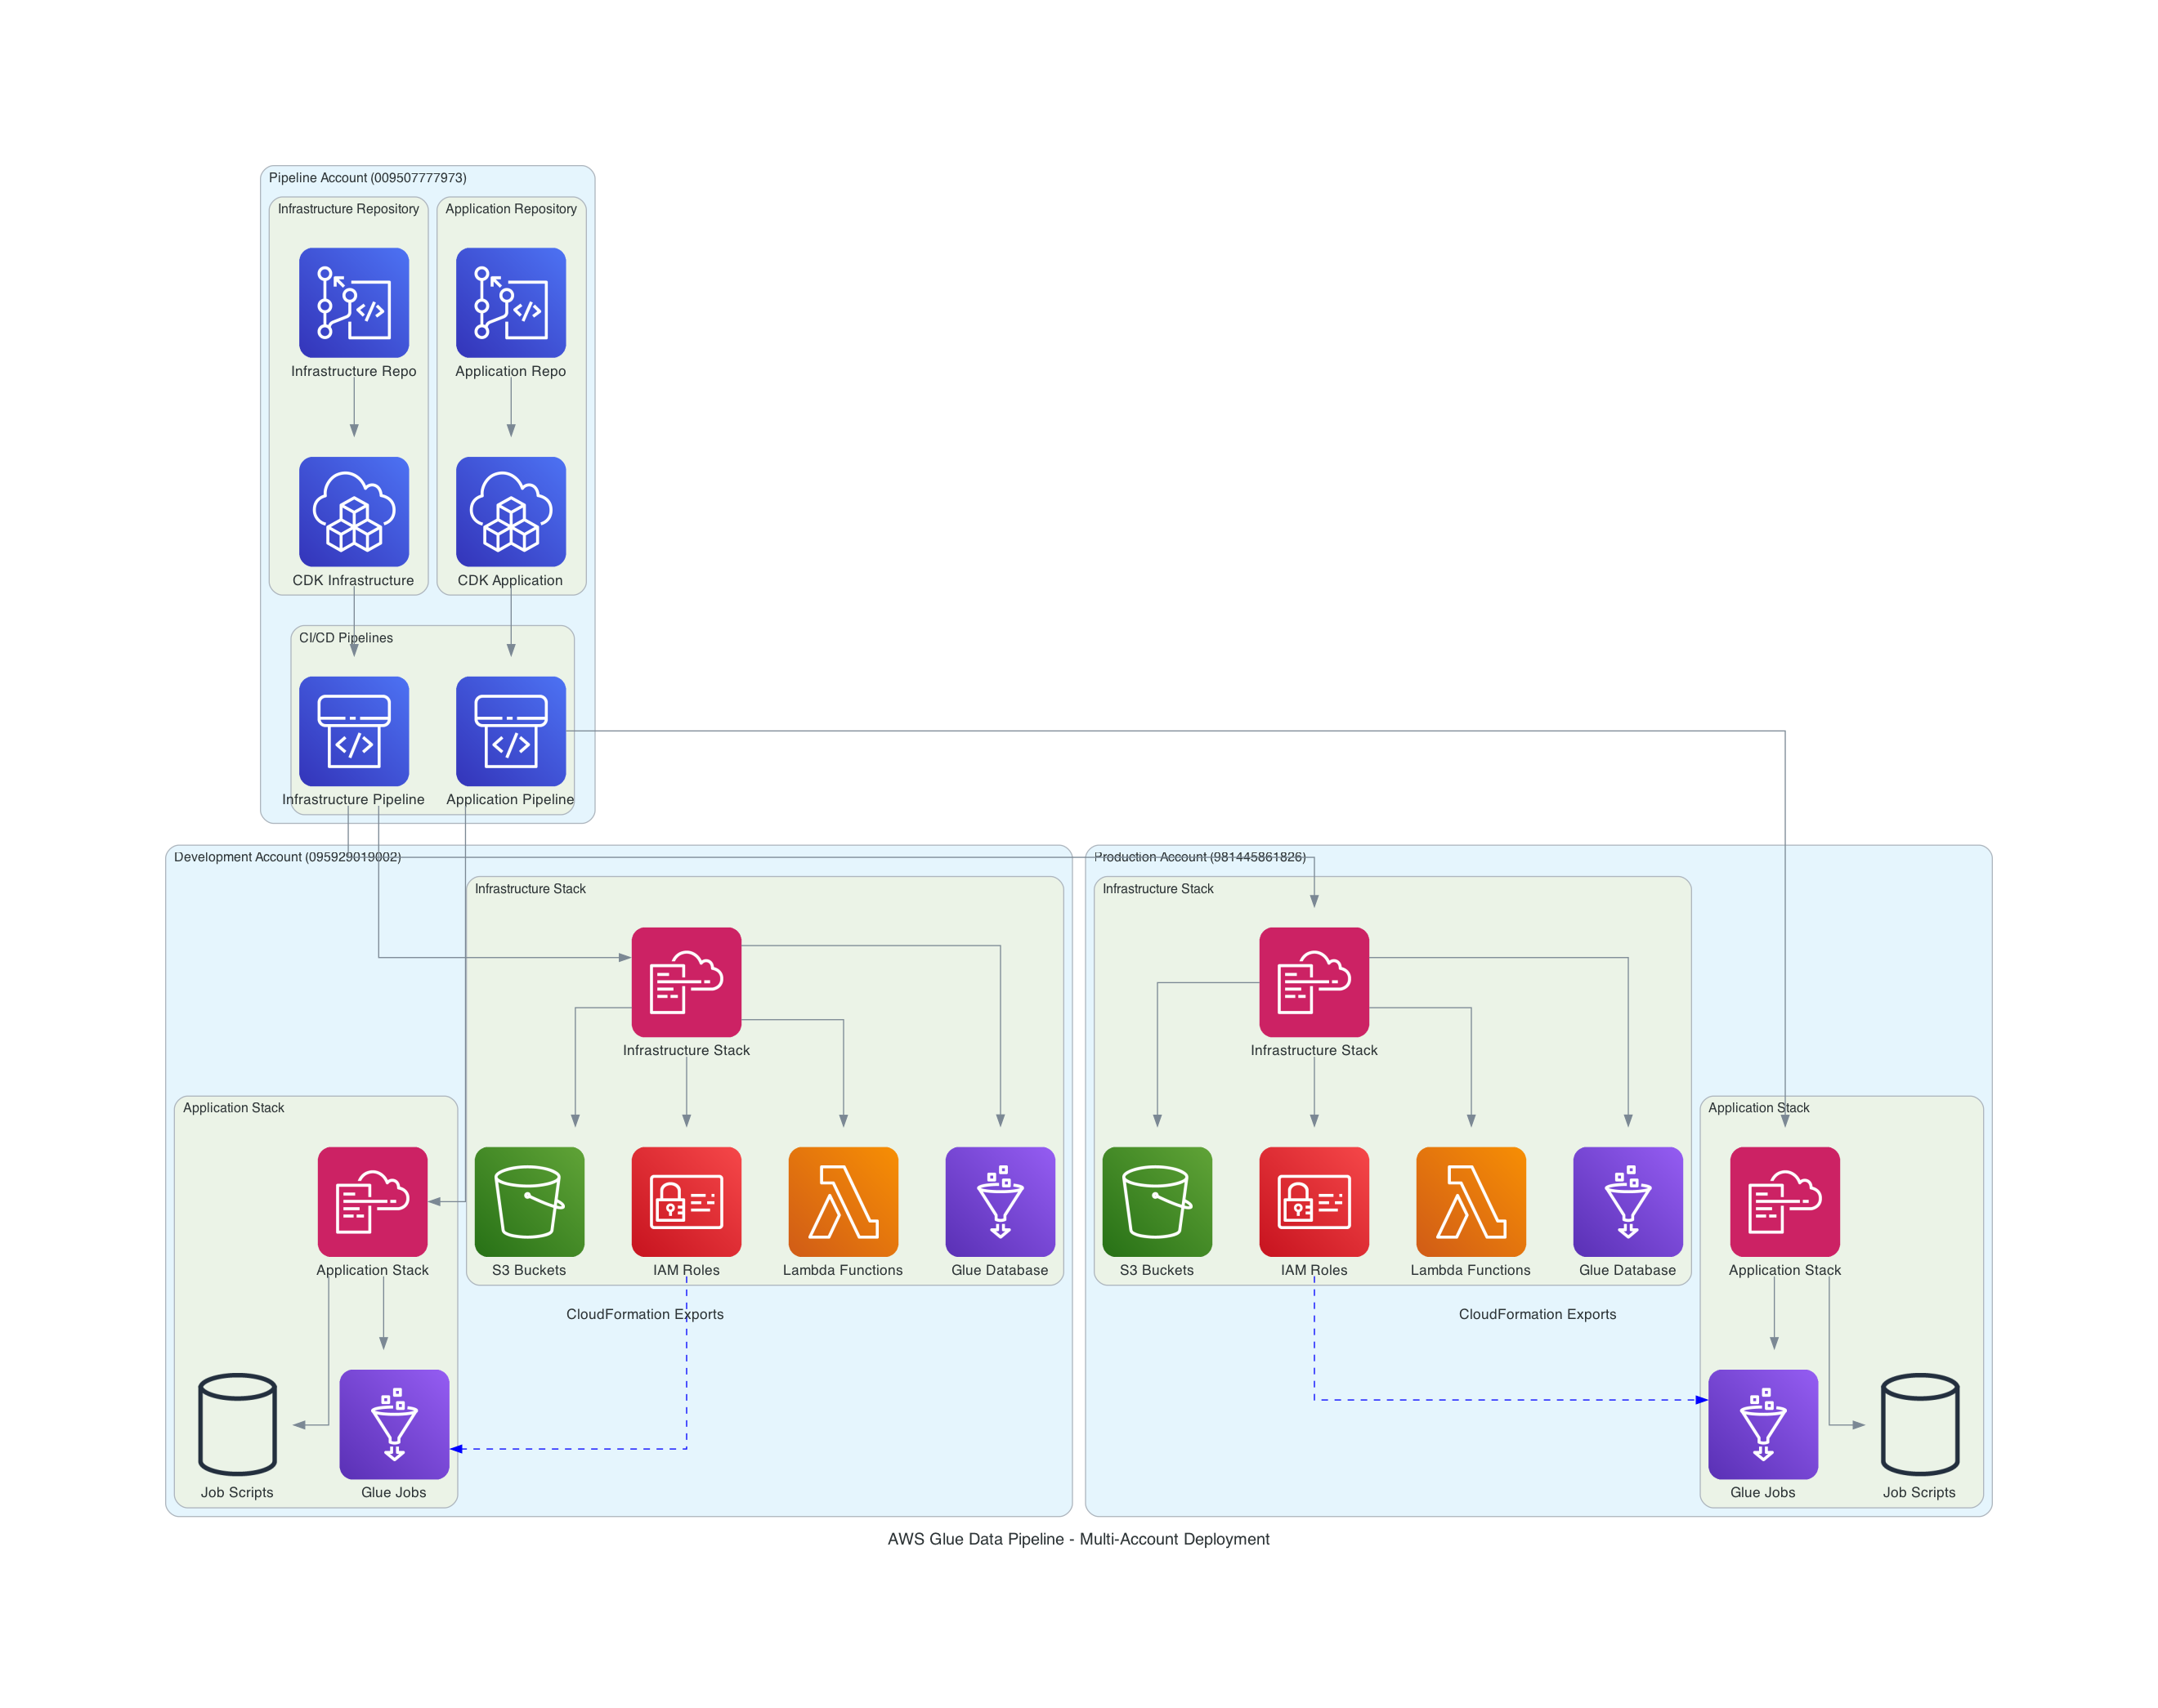 Pipeline Account (009507777973)
Infrastructure Repository
Application Repository
Infrastructure Repo
Application Repo
CDK Infrastructure
CDK Application
CI/CD Pipelines
Infrastructure Pipeline
Application Pipeline
Development Account (095929019002)
Production Account (981445861826)
Infrastructure Stack
Infrastructure Stack
Infrastructure Stack
Infrastructure Stack
Application Stack
Application Stack
Application Stack
S3 Buckets
IAM Roles
Lambda Functions
Glue Database
S3 Buckets
IAM Roles
Lambda Functions
Glue Database
Application Stack
CloudFormation Exports
CloudFormation Exports
Job Scripts
Glue Jobs
Glue Jobs
Job Scripts
AWS Glue Data Pipeline - Multi-Account Deployment